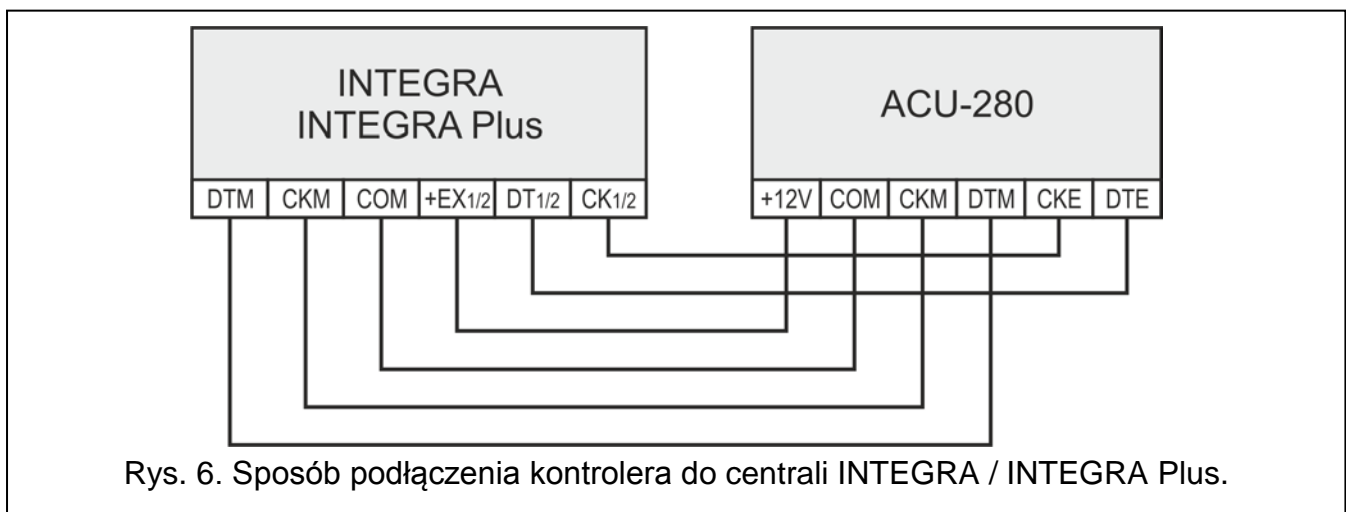 INTEGRA
INTEGRA Plus
ACU-280
DTM CKM COM +EX1/2 DT1/2 CK1/2
+12V COM CKM DTM CKE DTE
Rys. 6. Sposób podłączenia kontrolera do centrali INTEGRA / INTEGRA Plus.